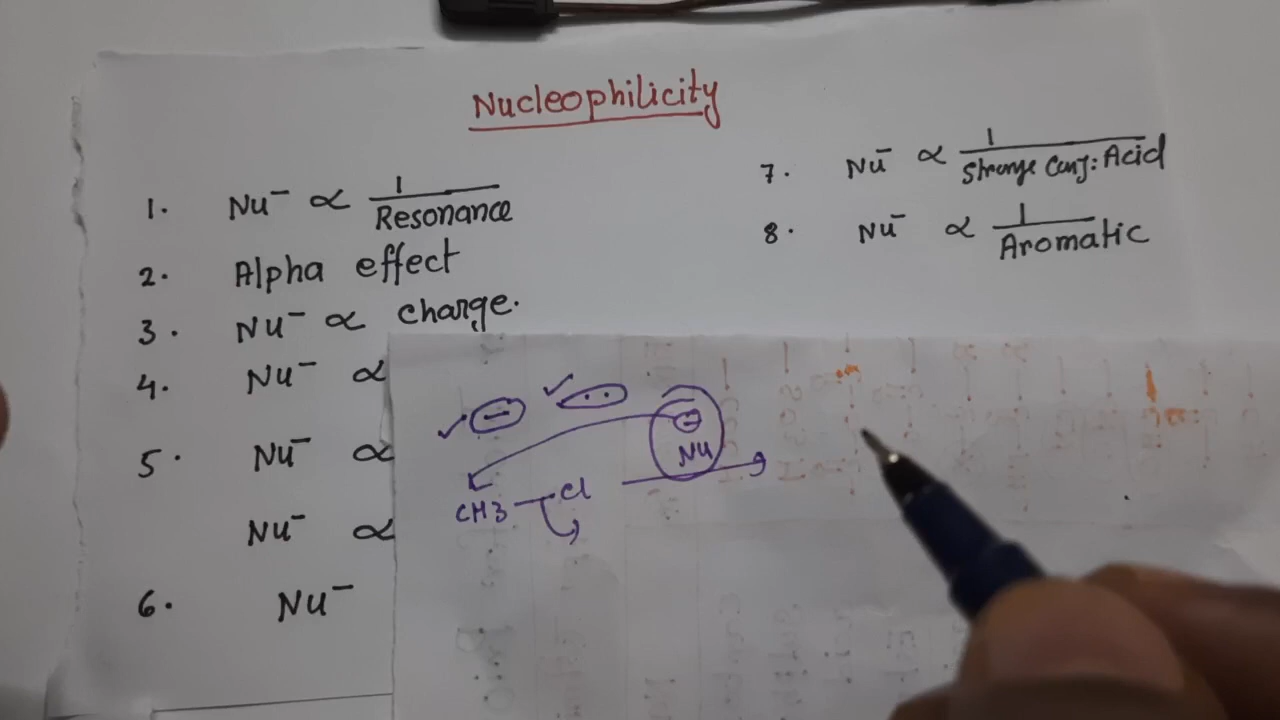 Nucleophilicity
1. Nu⁻ ∝ 1/Resonance
2. Alpha effect
3. Nu⁻ ∝ charge.
4. Nu⁻ ∝
5. Nu⁻ ∝
Nu⁻ ∝
6. Nu⁻
7. Nu⁻ ∝ 1/Stronge Conj: Acid
8. Nu⁻ ∝ 1/Aromatic
✓ ⊖ ✓ ··
⊖
Nu
CH3 — Cl